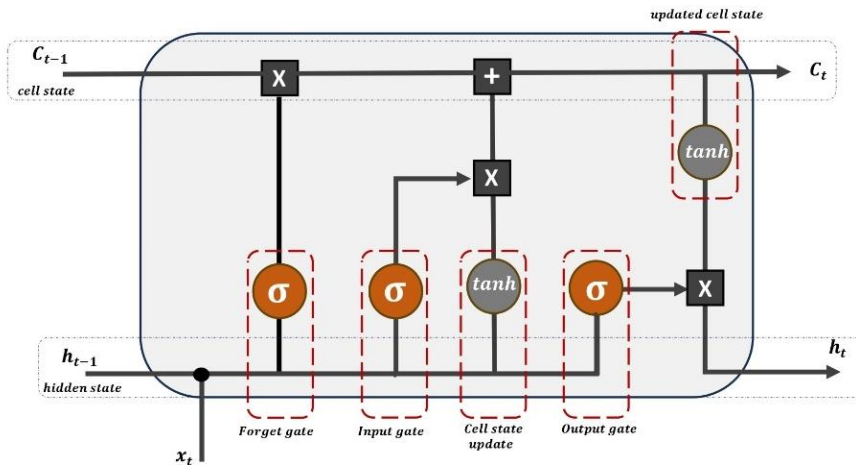 updated cell state
C_{t-1}
X
+
C_t
cell state
tanh
X
σ
σ
tanh
σ
X
h_{t-1}
h_t
hidden state
Forget gate
Input gate
Cell state
update
Output gate
x_t